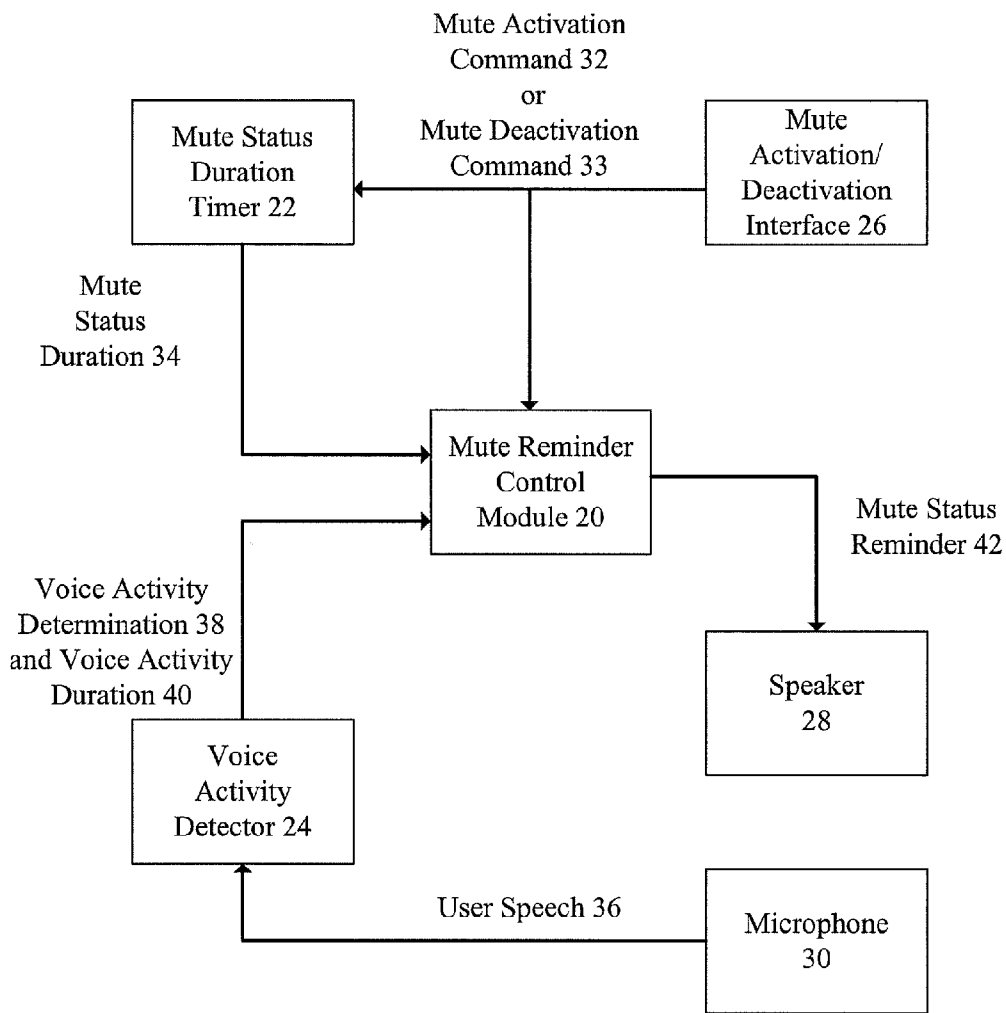 Mute Activation
Command 32
or
Mute Deactivation
Command 33
Mute Status
Duration
Timer 22
Mute
Activation/
Deactivation
Interface 26
Mute
Status
Duration 34
Mute Reminder
Control
Module 20
Mute Status
Reminder 42
Voice Activity
Determination 38
and Voice Activity
Duration 40
Speaker
28
Voice
Activity
Detector 24
User Speech 36
Microphone
30